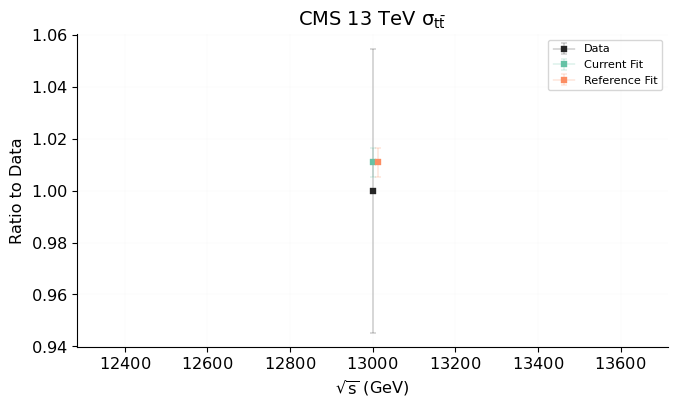 CMS 13 TeV σtt̄
Ratio to Data
1.06
1.04
1.02
1.00
0.98
0.96
0.94
Data
Current Fit
Reference Fit
12400 12600 12800 13000 13200 13400 13600
√s (GeV)